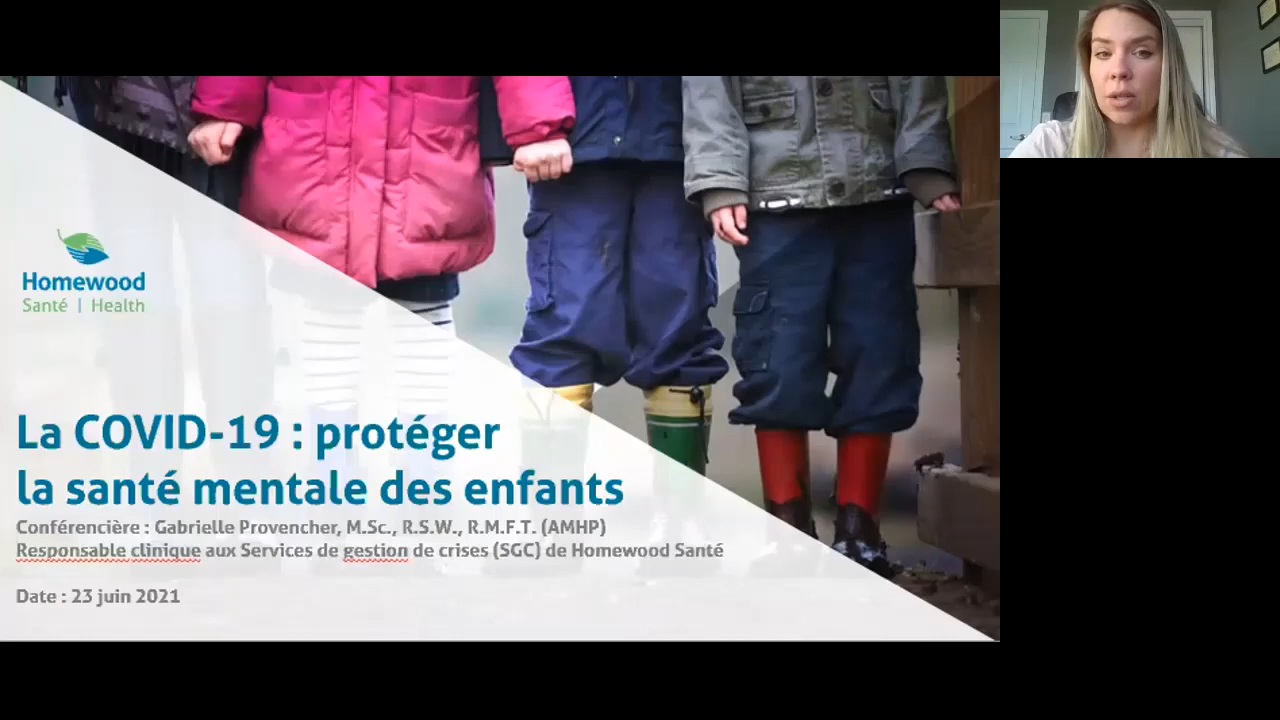 Homewood
Santé | Health
La COVID-19 : protéger
la santé mentale des enfants
Conférencière : Gabrielle Provencher, M.Sc., R.S.W., R.M.F.T. (AMHP)
Responsable clinique aux Services de gestion de crises (SGC) de Homewood Santé
Date : 23 juin 2021